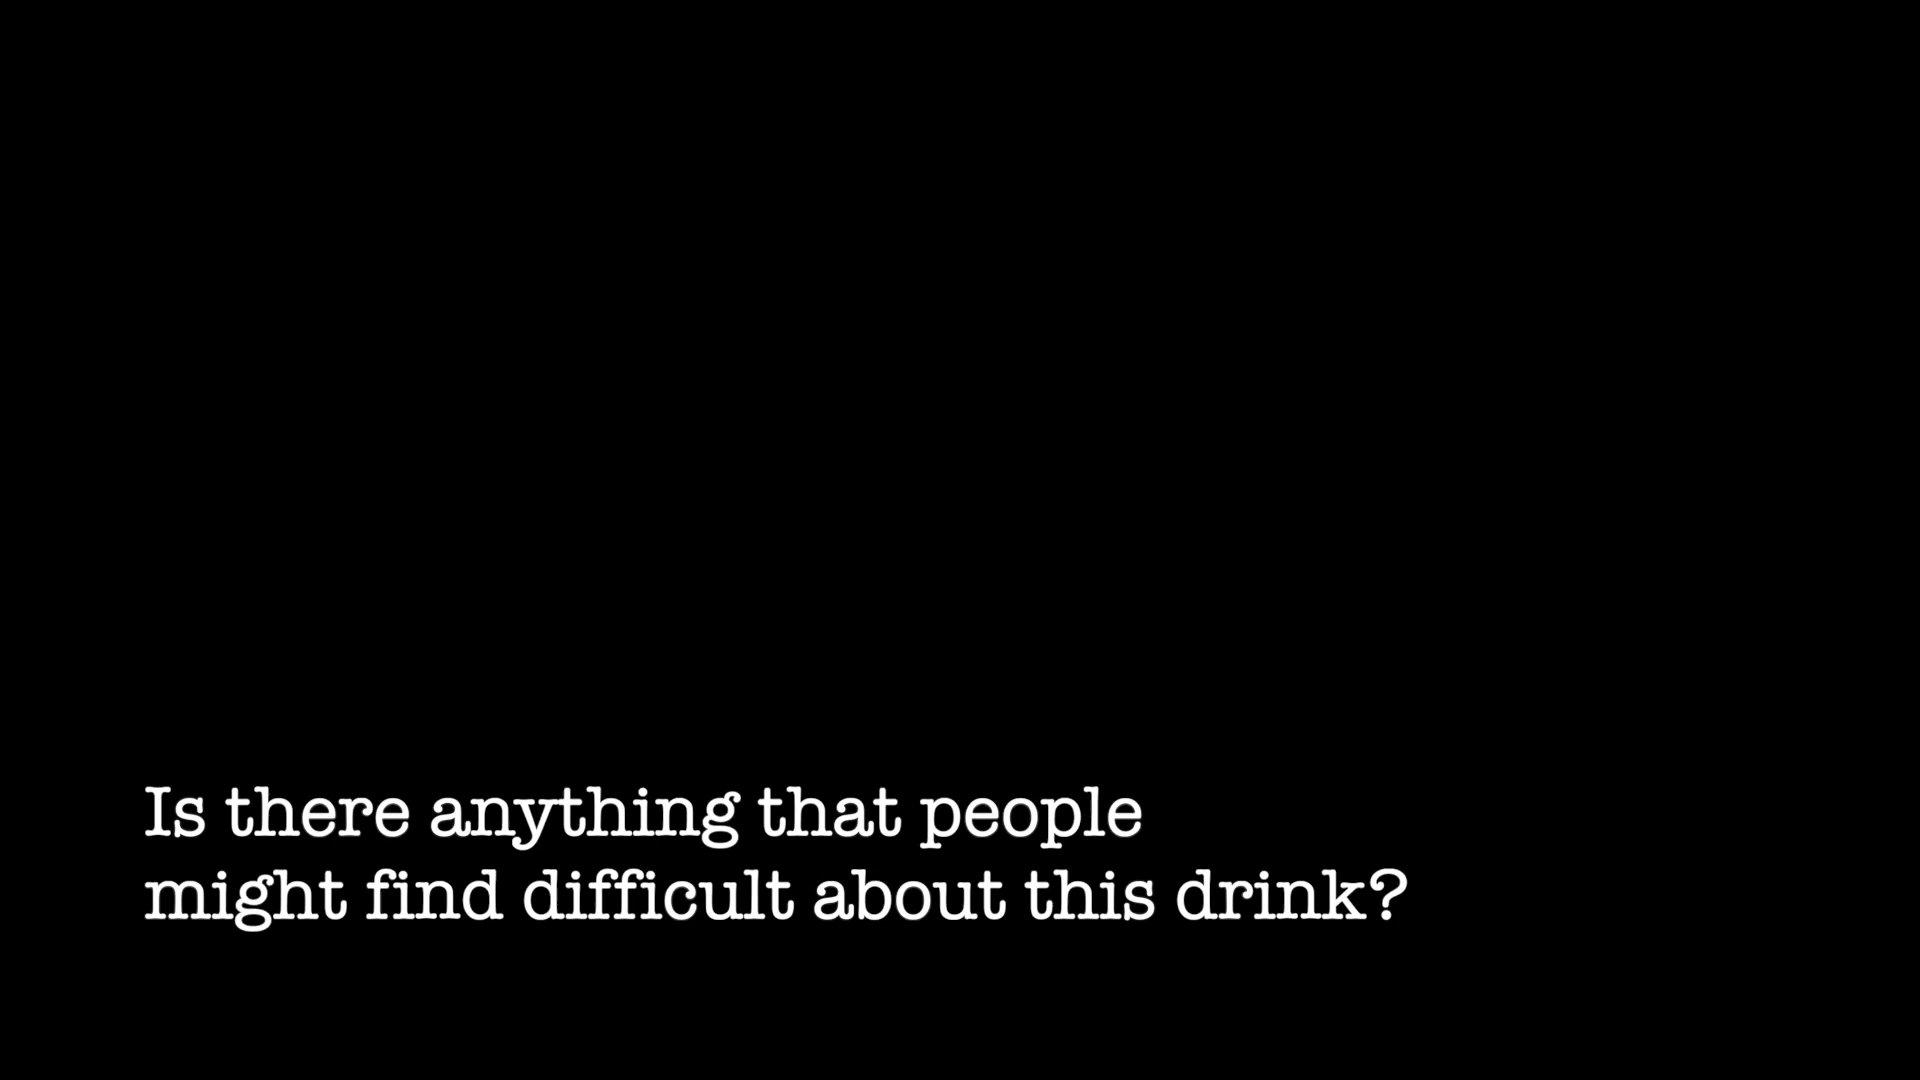 Is there anything that people
might find difficult about this drink?